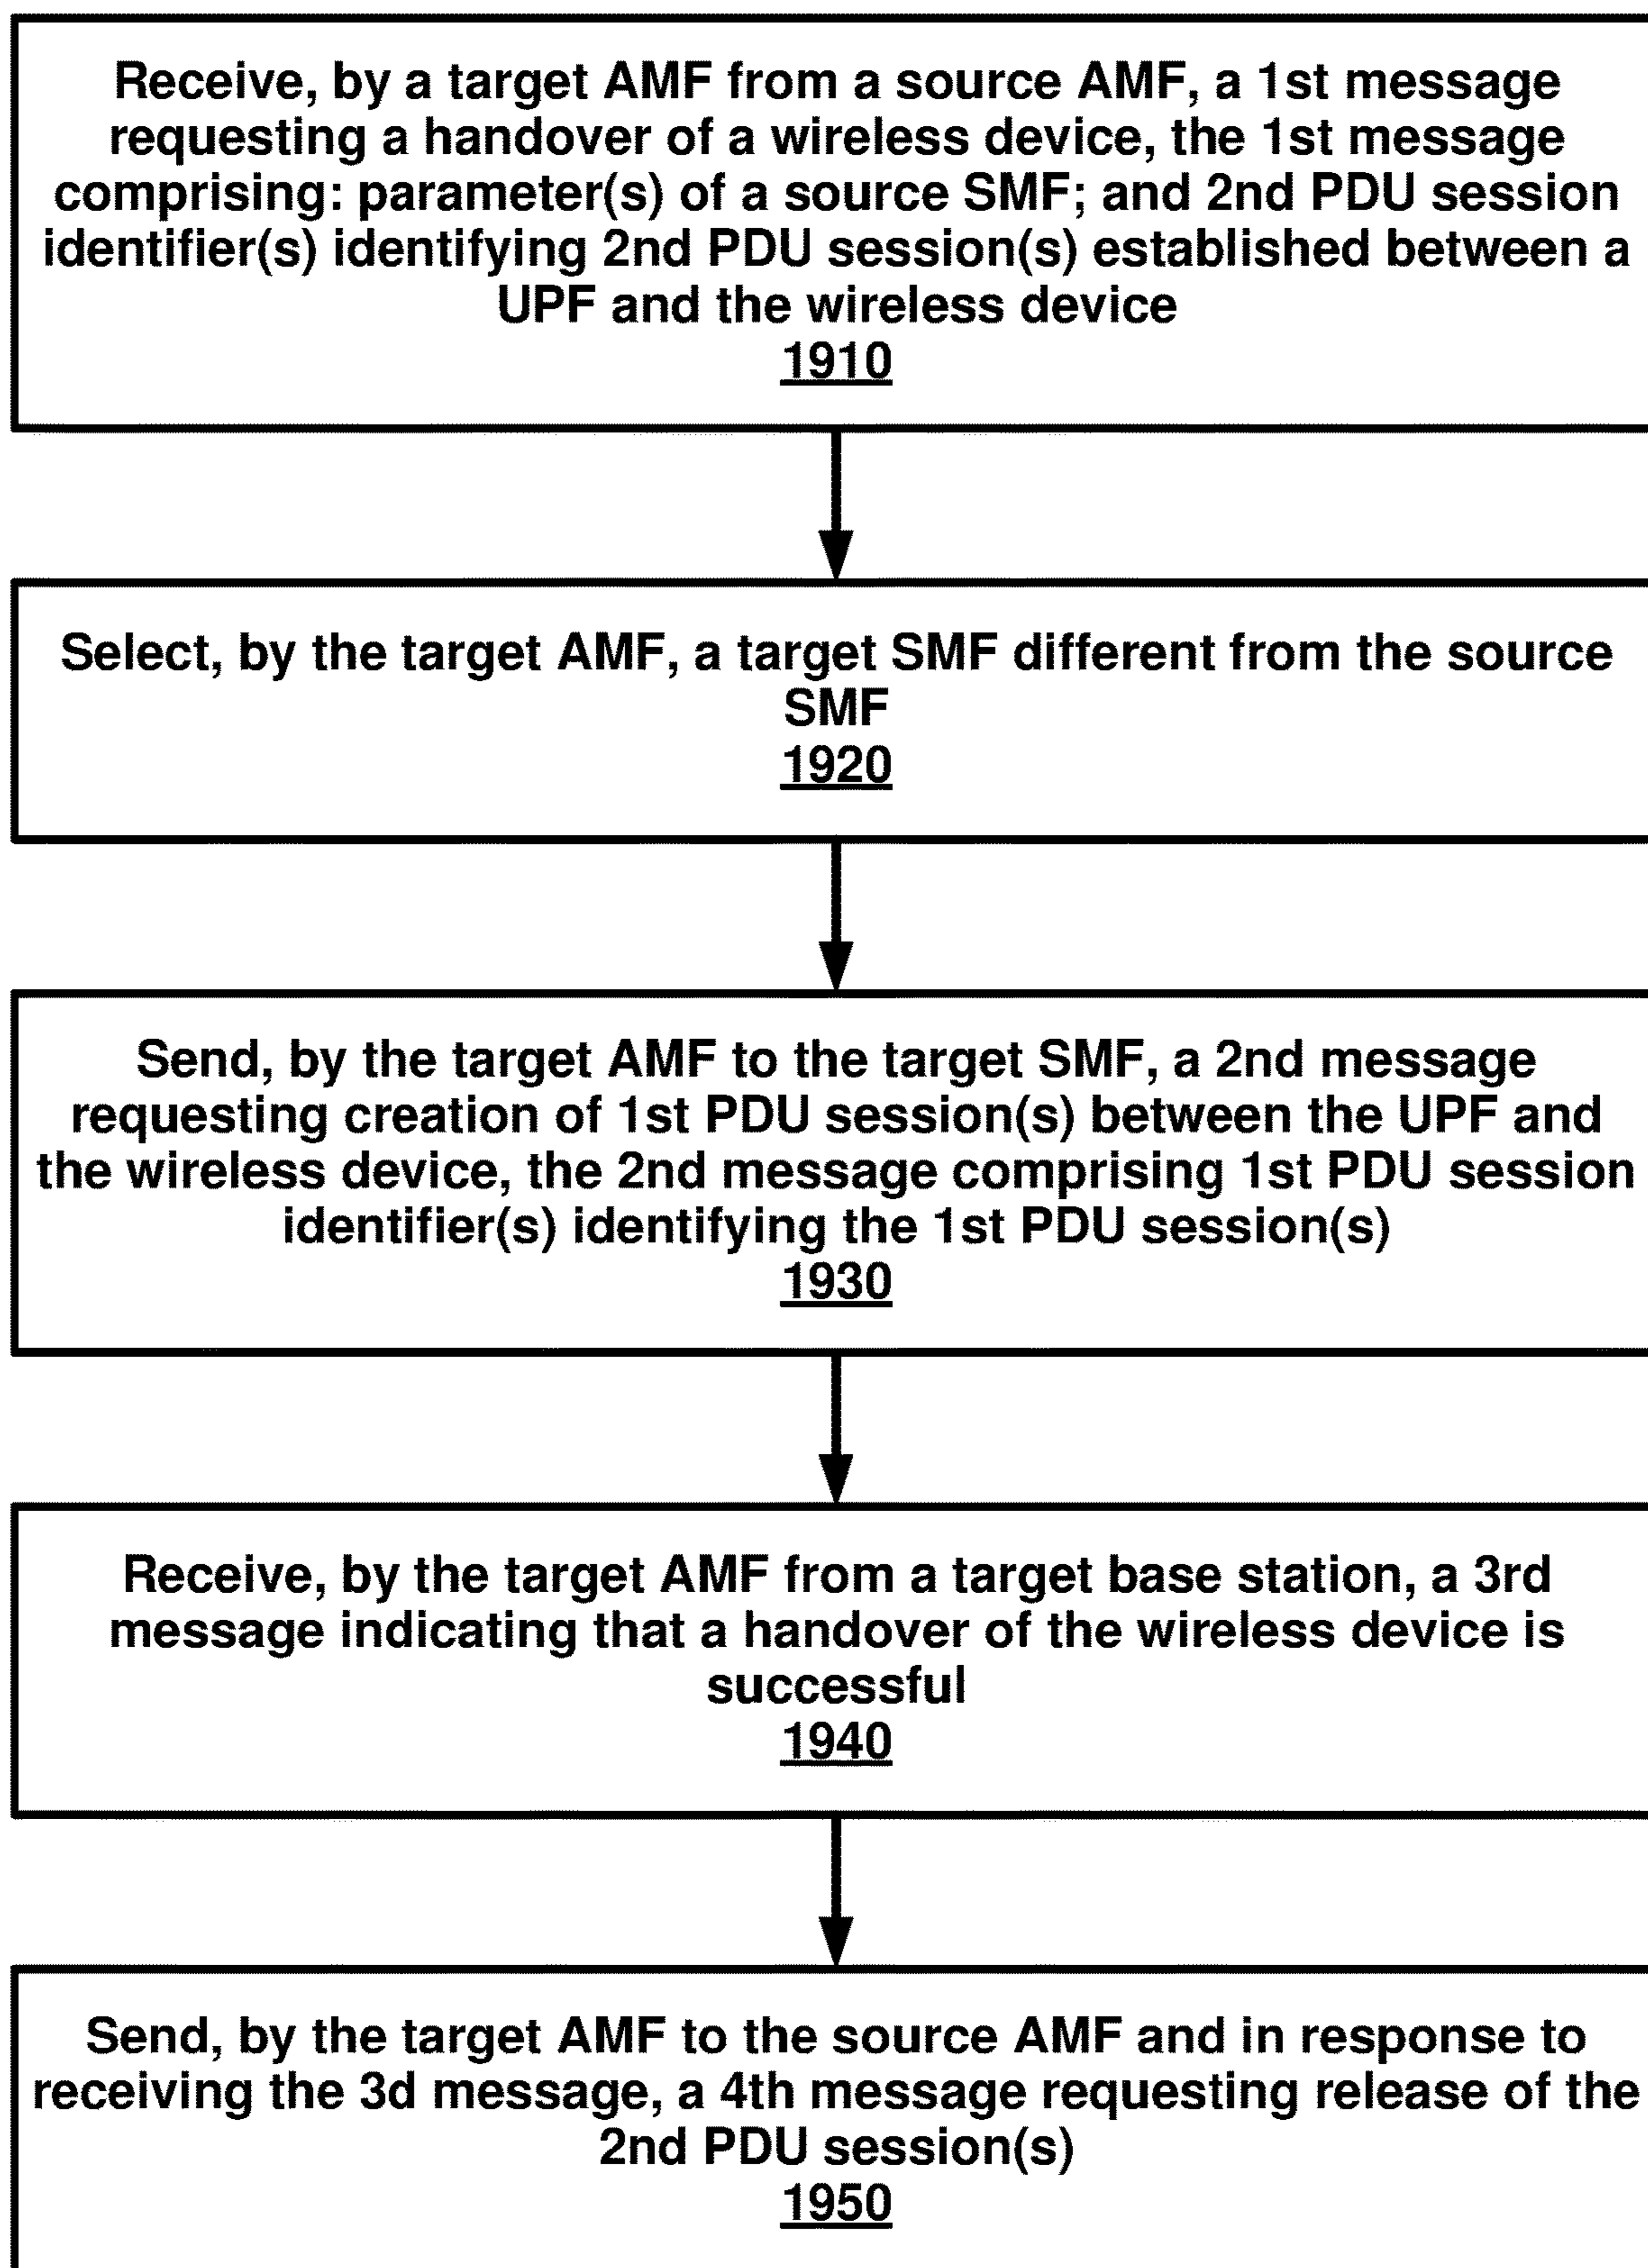 Receive, by a target AMF from a source AMF, a 1st message
requesting a handover of a wireless device, the 1st message
comprising: parameter(s) of a source SMF; and 2nd PDU session
identifier(s) identifying 2nd PDU session(s) established between a
UPF and the wireless device
1910
Select, by the target AMF, a target SMF different from the source
SMF
1920
Send, by the target AMF to the target SMF, a 2nd message
requesting creation of 1st PDU session(s) between the UPF and
the wireless device, the 2nd message comprising 1st PDU session
identifier(s) identifying the 1st PDU session(s)
1930
Receive, by the target AMF from a target base station, a 3rd
message indicating that a handover of the wireless device is
successful
1940
Send, by the target AMF to the source AMF and in response to
receiving the 3d message, a 4th message requesting release of the
2nd PDU session(s)
1950